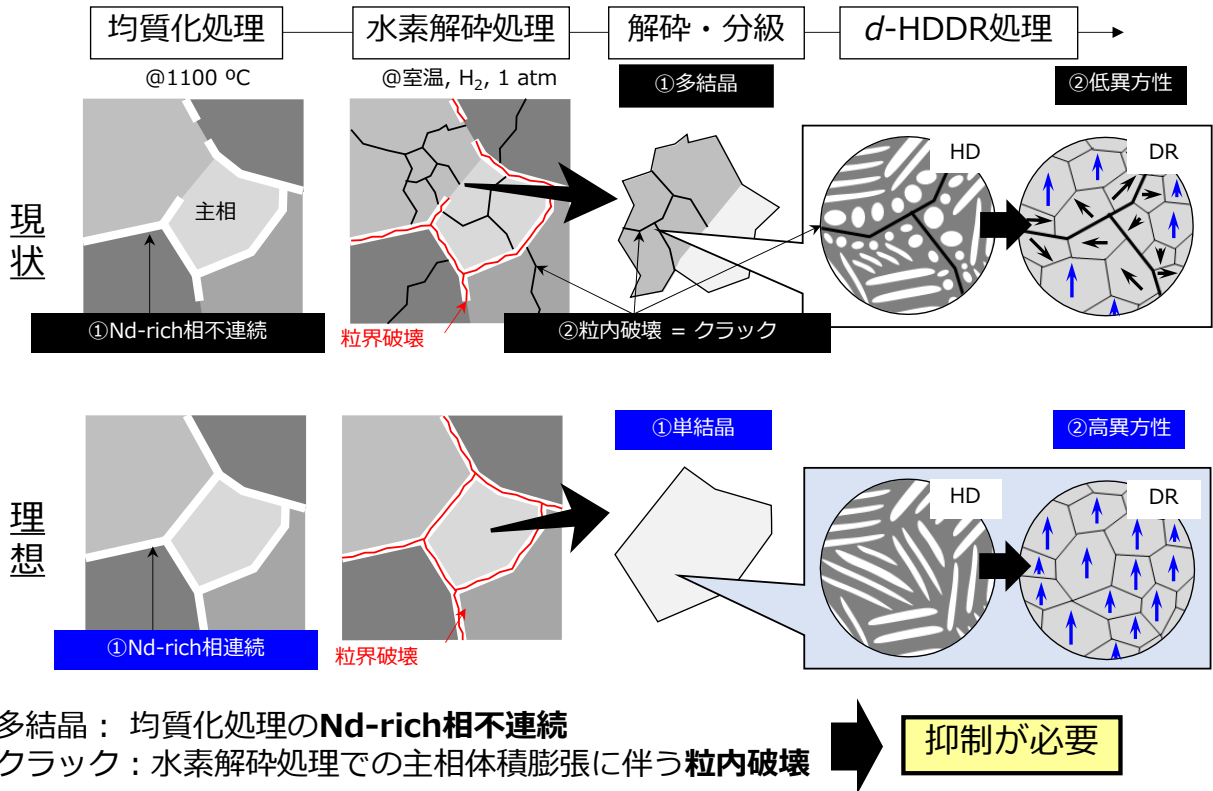 均質化処理
水素解砕処理
解砕・分級
d-HDDR処理
@1100 ºC
@室温, H₂, 1 atm
①多結晶
②低異方性
現状
主相
HD
DR
①Nd-rich相不連続
粒界破壊
②粒内破壊 = クラック
①単結晶
②高異方性
理想
HD
DR
①Nd-rich相連続
粒界破壊
多結晶： 均質化処理のNd-rich相不連続
クラック：水素解砕処理での主相体積膨張に伴う粒内破壊
抑制が必要